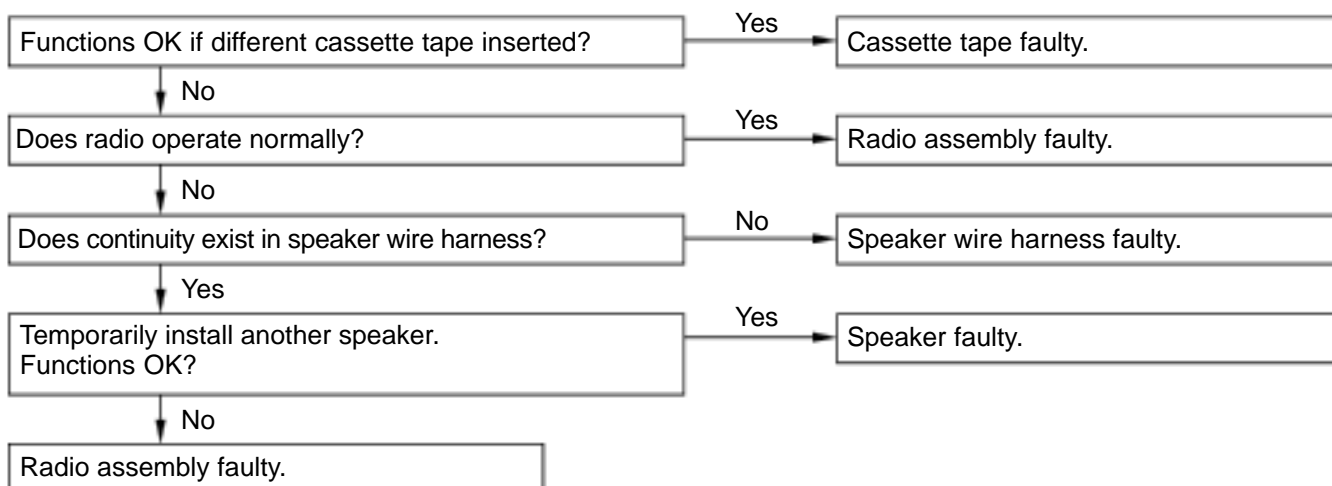 Functions OK if different cassette tape inserted?
Yes
Cassette tape faulty.
No
Does radio operate normally?
Yes
Radio assembly faulty.
No
Does continuity exist in speaker wire harness?
No
Speaker wire harness faulty.
Yes
Temporarily install another speaker.
Functions OK?
Yes
Speaker faulty.
No
Radio assembly faulty.